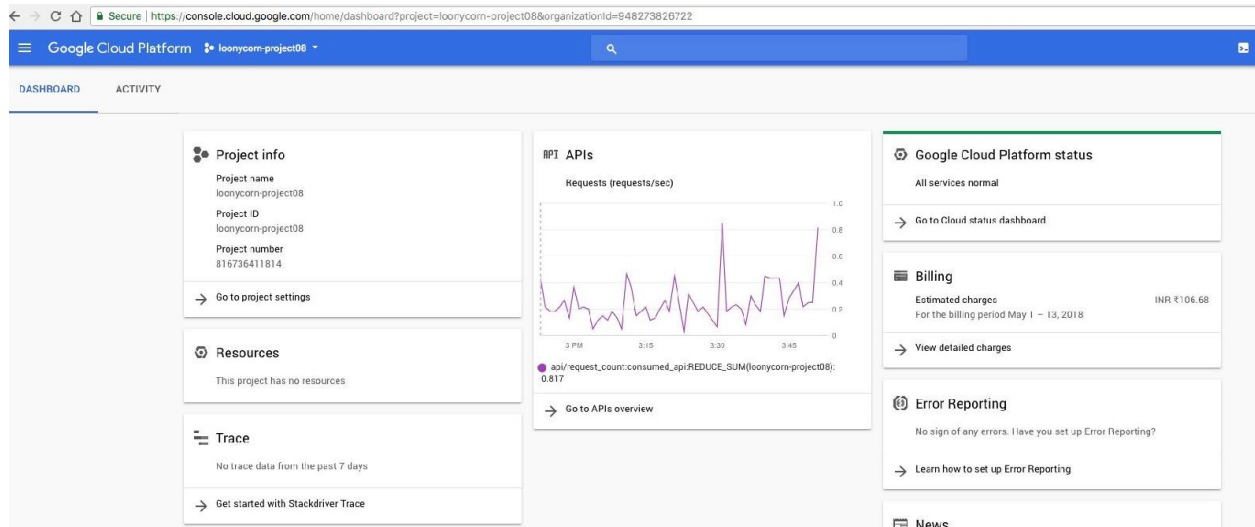 Secure | https://console.cloud.google.com/home/dashboard?project=loonycorn-project08&organizationId=948273826722
Google Cloud Platform loonycorn-project08
DASHBOARD ACTIVITY
Project info
Project name
loonycorn-project08
Project ID
loonycorn-project08
Project number
816736411814
Go to project settings
Resources
This project has no resources
Trace
No trace data from the past 7 days
Get started with Stackdriver Trace
API APIs
Requests (requests/sec)
1.0
0.8
0.6
0.4
0.2
0
3 PM 3:15 3:30 3:45
api/request_count:consumed_api:REDUCE_SUM(loonycorn-project08):
0.817
Go to APIs overview
Google Cloud Platform status
All services normal
Go to Cloud status dashboard
Billing
Estimated charges INR ₹106.68
For the billing period May 1 – 13, 2018
View detailed charges
Error Reporting
No sign of any errors. Have you set up Error Reporting?
Learn how to set up Error Reporting
News